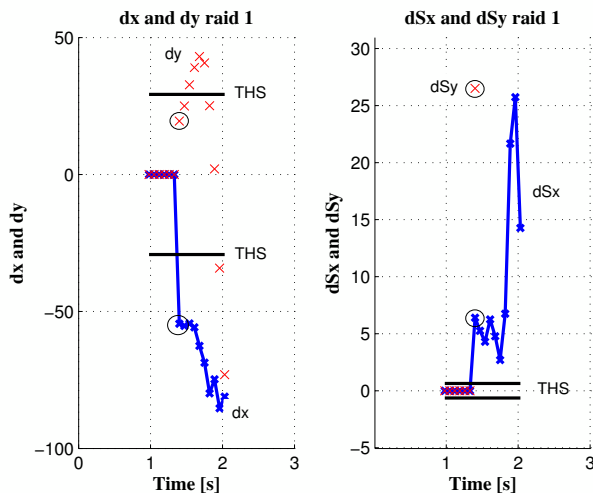 dx and dy raid 1
50
0
−50
−100
0
1
2
3
dx and dy
Time [s]
dy
THS
THS
dx
dSx and dSy raid 1
30
25
20
15
10
5
0
−5
0
1
2
3
dSx and dSy
Time [s]
dSy
dSx
THS